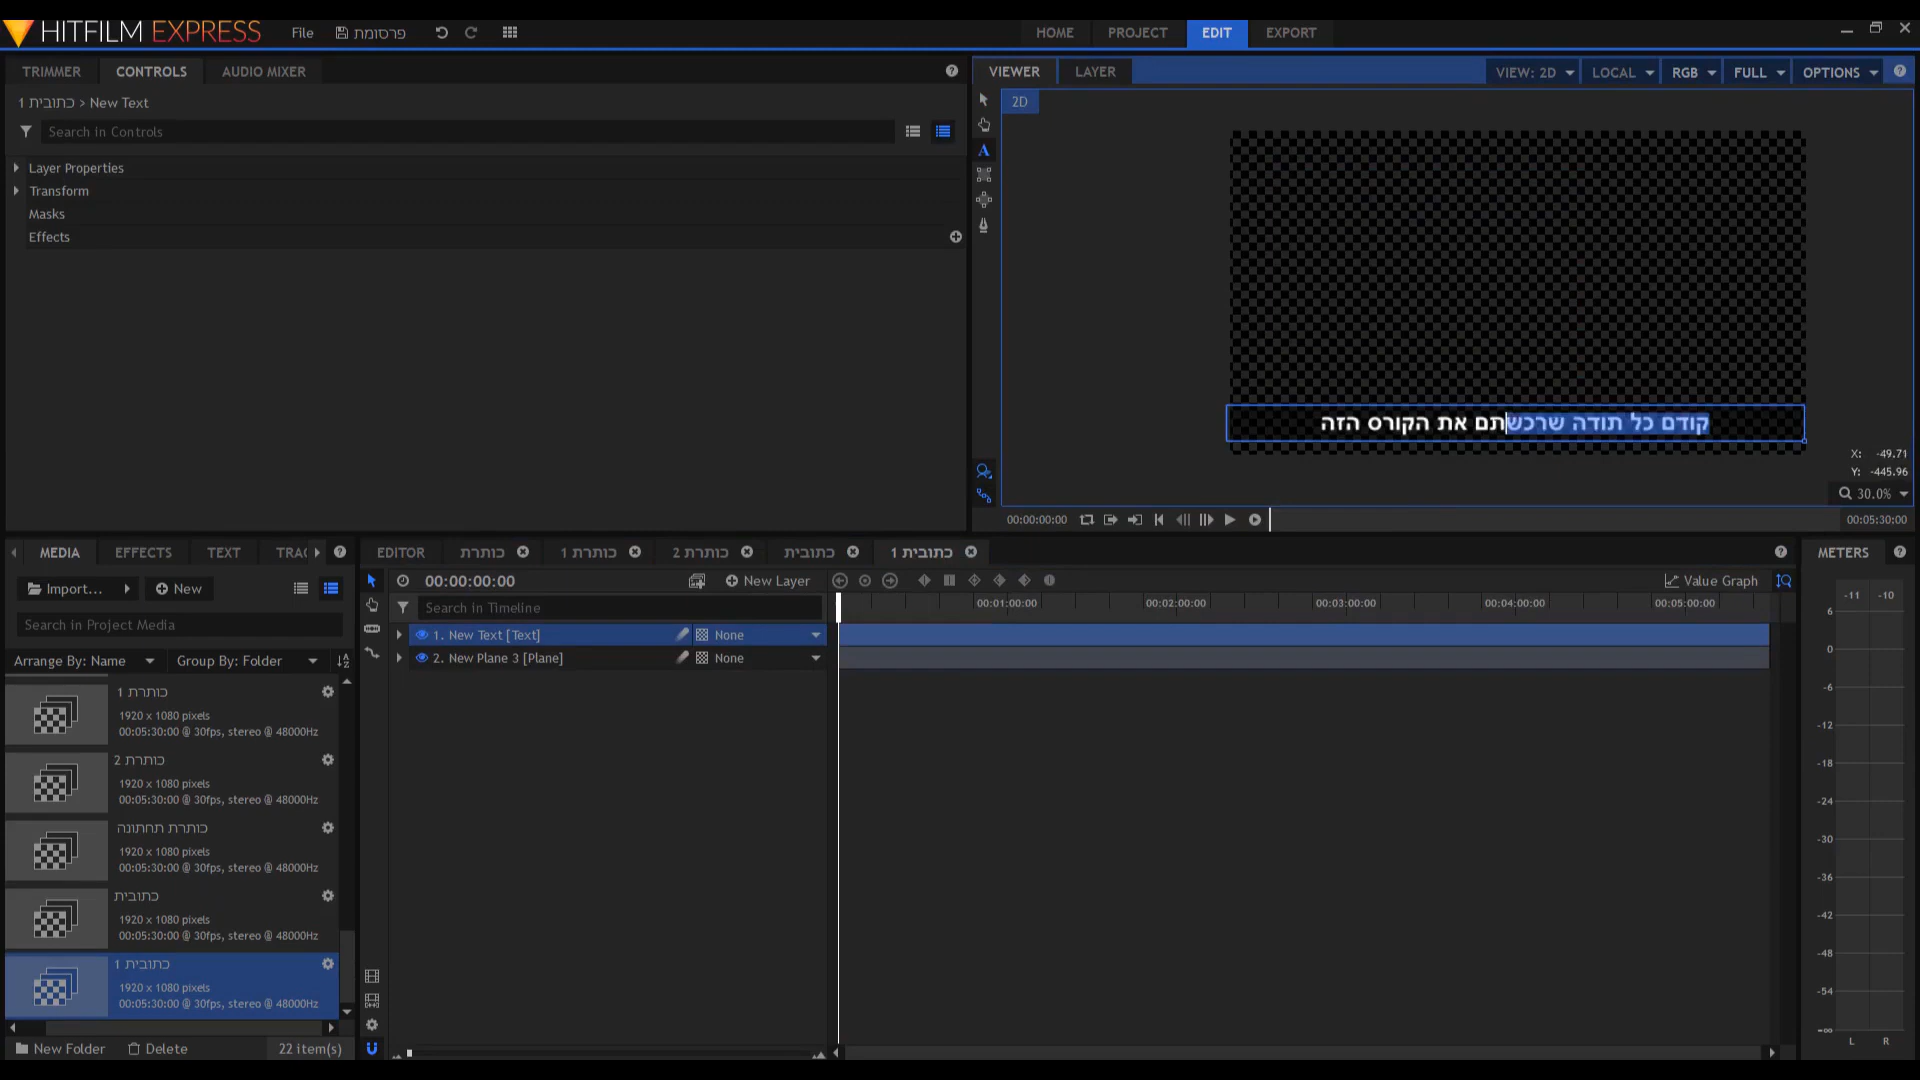 HITFILM EXPRESS
File
פרסומת
HOME
PROJECT
EDIT
EXPORT
TRIMMER
CONTROLS
AUDIO MIXER
כתובית 1 > New Text
Search in Controls
Layer Properties
Transform
Masks
Effects
VIEWER
LAYER
VIEW: 2D
LOCAL
RGB
FULL
OPTIONS
2D
A
קודם כל תודה שרכשתם את הקורס הזה
X: -49.71
Y: -445.96
30.0%
00:00:00:00
00:05:30:00
MEDIA
EFFECTS
TEXT
TRAC
Import...
New
Search in Project Media
Arrange By: Name
Group By: Folder
כותרת 1
1920 x 1080 pixels
00:05:30:00 @ 30fps, stereo @ 48000Hz
כותרת 2
1920 x 1080 pixels
00:05:30:00 @ 30fps, stereo @ 48000Hz
כותרת תחתונה
1920 x 1080 pixels
00:05:30:00 @ 30fps, stereo @ 48000Hz
כתובית
1920 x 1080 pixels
00:05:30:00 @ 30fps, stereo @ 48000Hz
כתובית 1
1920 x 1080 pixels
00:05:30:00 @ 30fps, stereo @ 48000Hz
New Folder
Delete
22 item(s)
EDITOR
כותרת
כותרת 1
כותרת 2
כתובית
כתובית 1
00:00:00:00
New Layer
Value Graph
Search in Timeline
00:01:00:00
00:02:00:00
00:03:00:00
00:04:00:00
00:05:00:00
1. New Text [Text]
None
2. New Plane 3 [Plane]
None
METERS
-11 -10
6
0
-6
-12
-18
-24
-30
-36
-42
-48
-54
-∞
L R